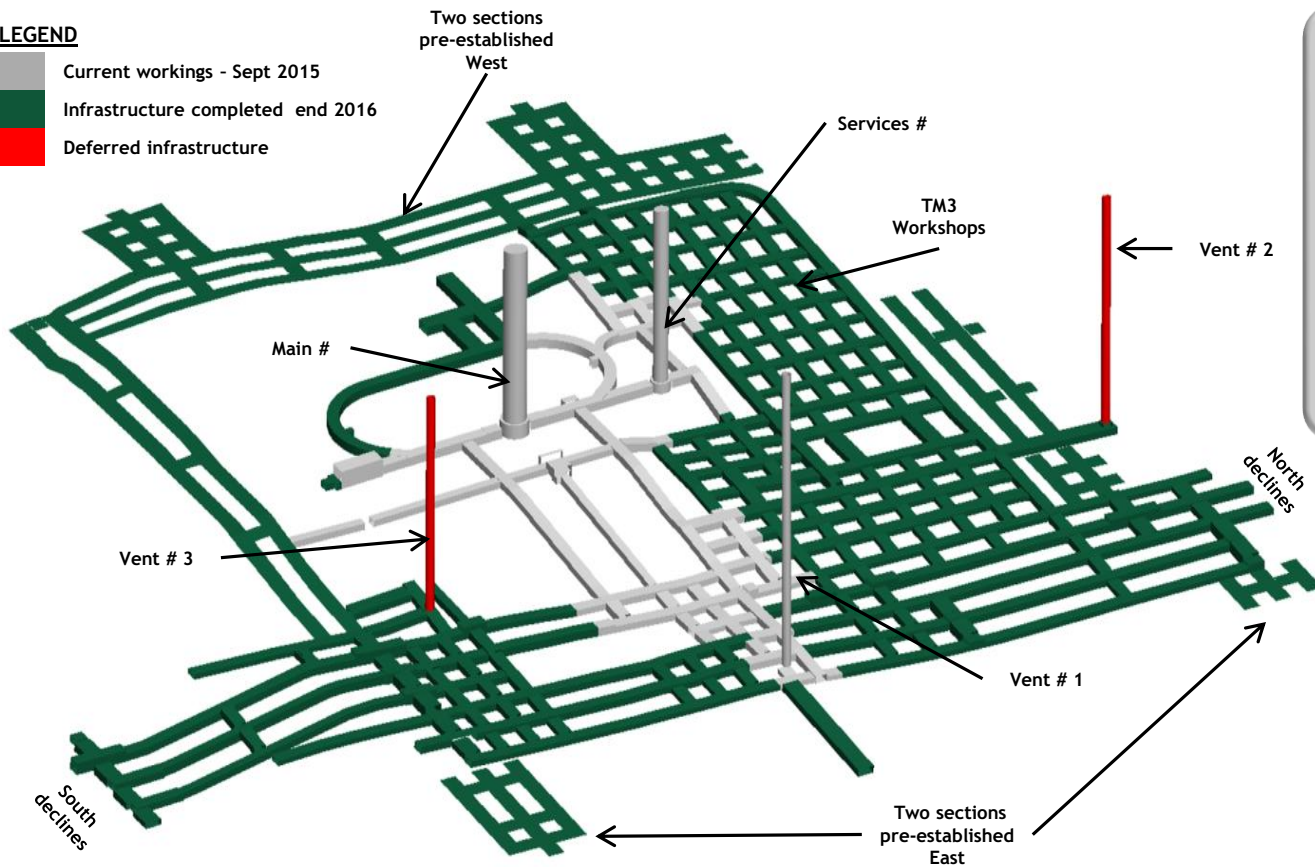 LEGEND
Current workings - Sept 2015
Infrastructure completed  end 2016
Deferred infrastructure
Two sections
pre-established
West
Services #
TM3
Workshops
Vent # 2
Main #
North
declines
Vent # 3
Vent # 1
South
declines
Two sections
pre-established
East